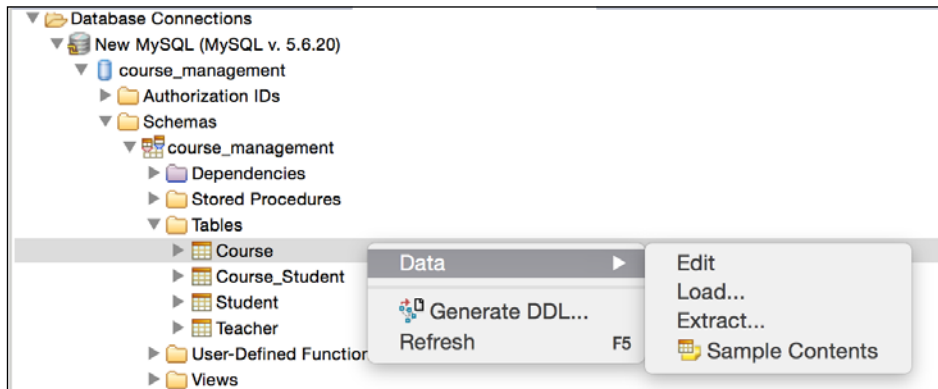 Database Connections
New MySQL (MySQL v. 5.6.20)
course_management
Authorization IDs
Schemas
course_management
Dependencies
Stored Procedures
Tables
Course
Course_Student
Student
Teacher
User-Defined Function
Views
Data
Generate DDL...
Refresh F5
Edit
Load...
Extract...
Sample Contents